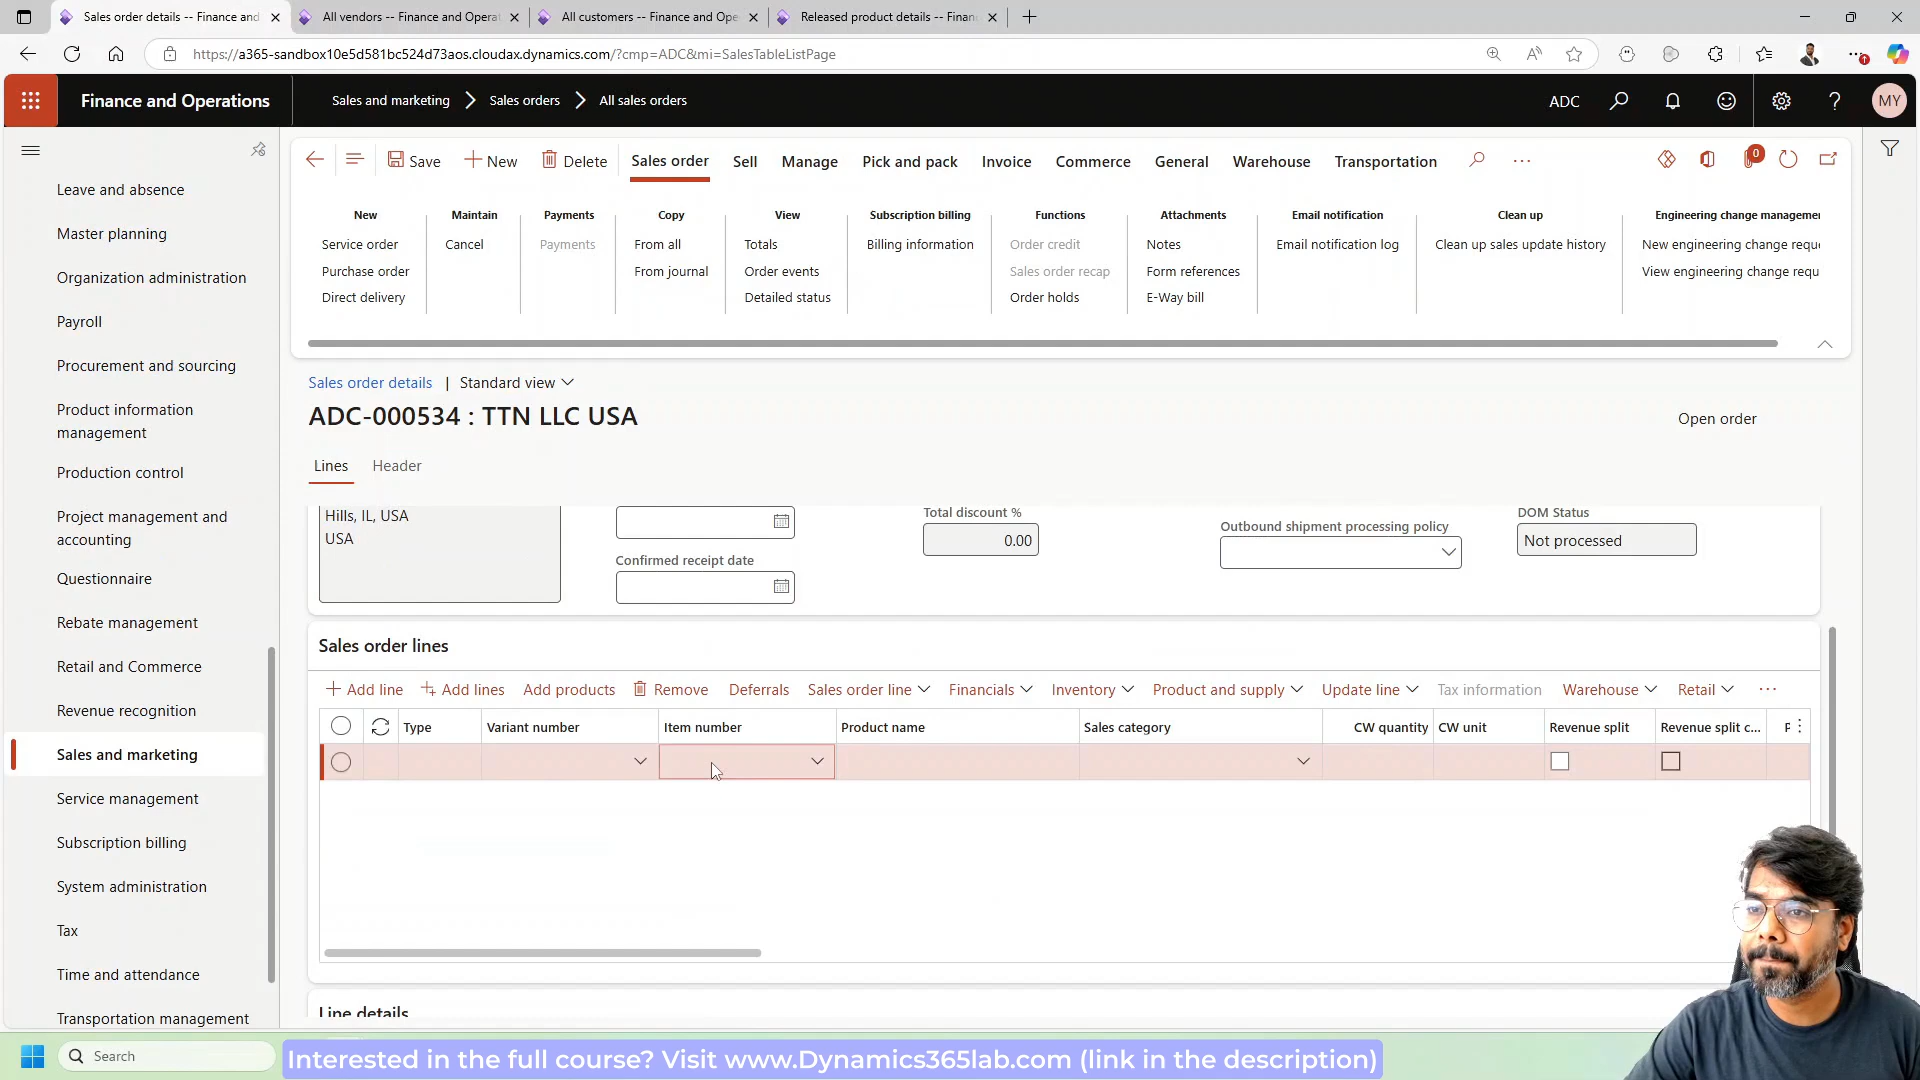 Sales order details -- Finance and
All vendors -- Finance and Operat
All customers -- Finance and Ope
Released product details -- Finan
https://a365-sandbox10e5d581bc524d73aos.cloudax.dynamics.com/?cmp=ADC&mi=SalesTableListPage
Finance and Operations
Sales and marketing
Sales orders
All sales orders
ADC
MY
Leave and absence
Master planning
Organization administration
Payroll
Procurement and sourcing
Product information
management
Production control
Project management and
accounting
Questionnaire
Rebate management
Retail and Commerce
Revenue recognition
Sales and marketing
Service management
Subscription billing
System administration
Tax
Time and attendance
Transportation management
Save
New
Delete
Sales order
Sell
Manage
Pick and pack
Invoice
Commerce
General
Warehouse
Transportation
0
New
Service order
Purchase order
Direct delivery
Maintain
Cancel
Payments
Payments
Copy
From all
From journal
View
Totals
Order events
Detailed status
Subscription billing
Billing information
Functions
Order credit
Sales order recap
Order holds
Attachments
Notes
Form references
E-Way bill
Email notification
Email notification log
Clean up
Clean up sales update history
Engineering change managemer
New engineering change requ
View engineering change requ
Sales order details | Standard view
ADC-000534 : TTN LLC USA
Open order
Lines
Header
Hills, IL, USA
USA
Confirmed receipt date
Total discount %
0.00
Outbound shipment processing policy
DOM Status
Not processed
Sales order lines
Add line
Add lines
Add products
Remove
Deferrals
Sales order line
Financials
Inventory
Product and supply
Update line
Tax information
Warehouse
Retail
Type
Variant number
Item number
Product name
Sales category
CW quantity
CW unit
Revenue split
Revenue split c...
P
Line details
Search
Interested in the full course? Visit www.Dynamics365lab.com (link in the description)